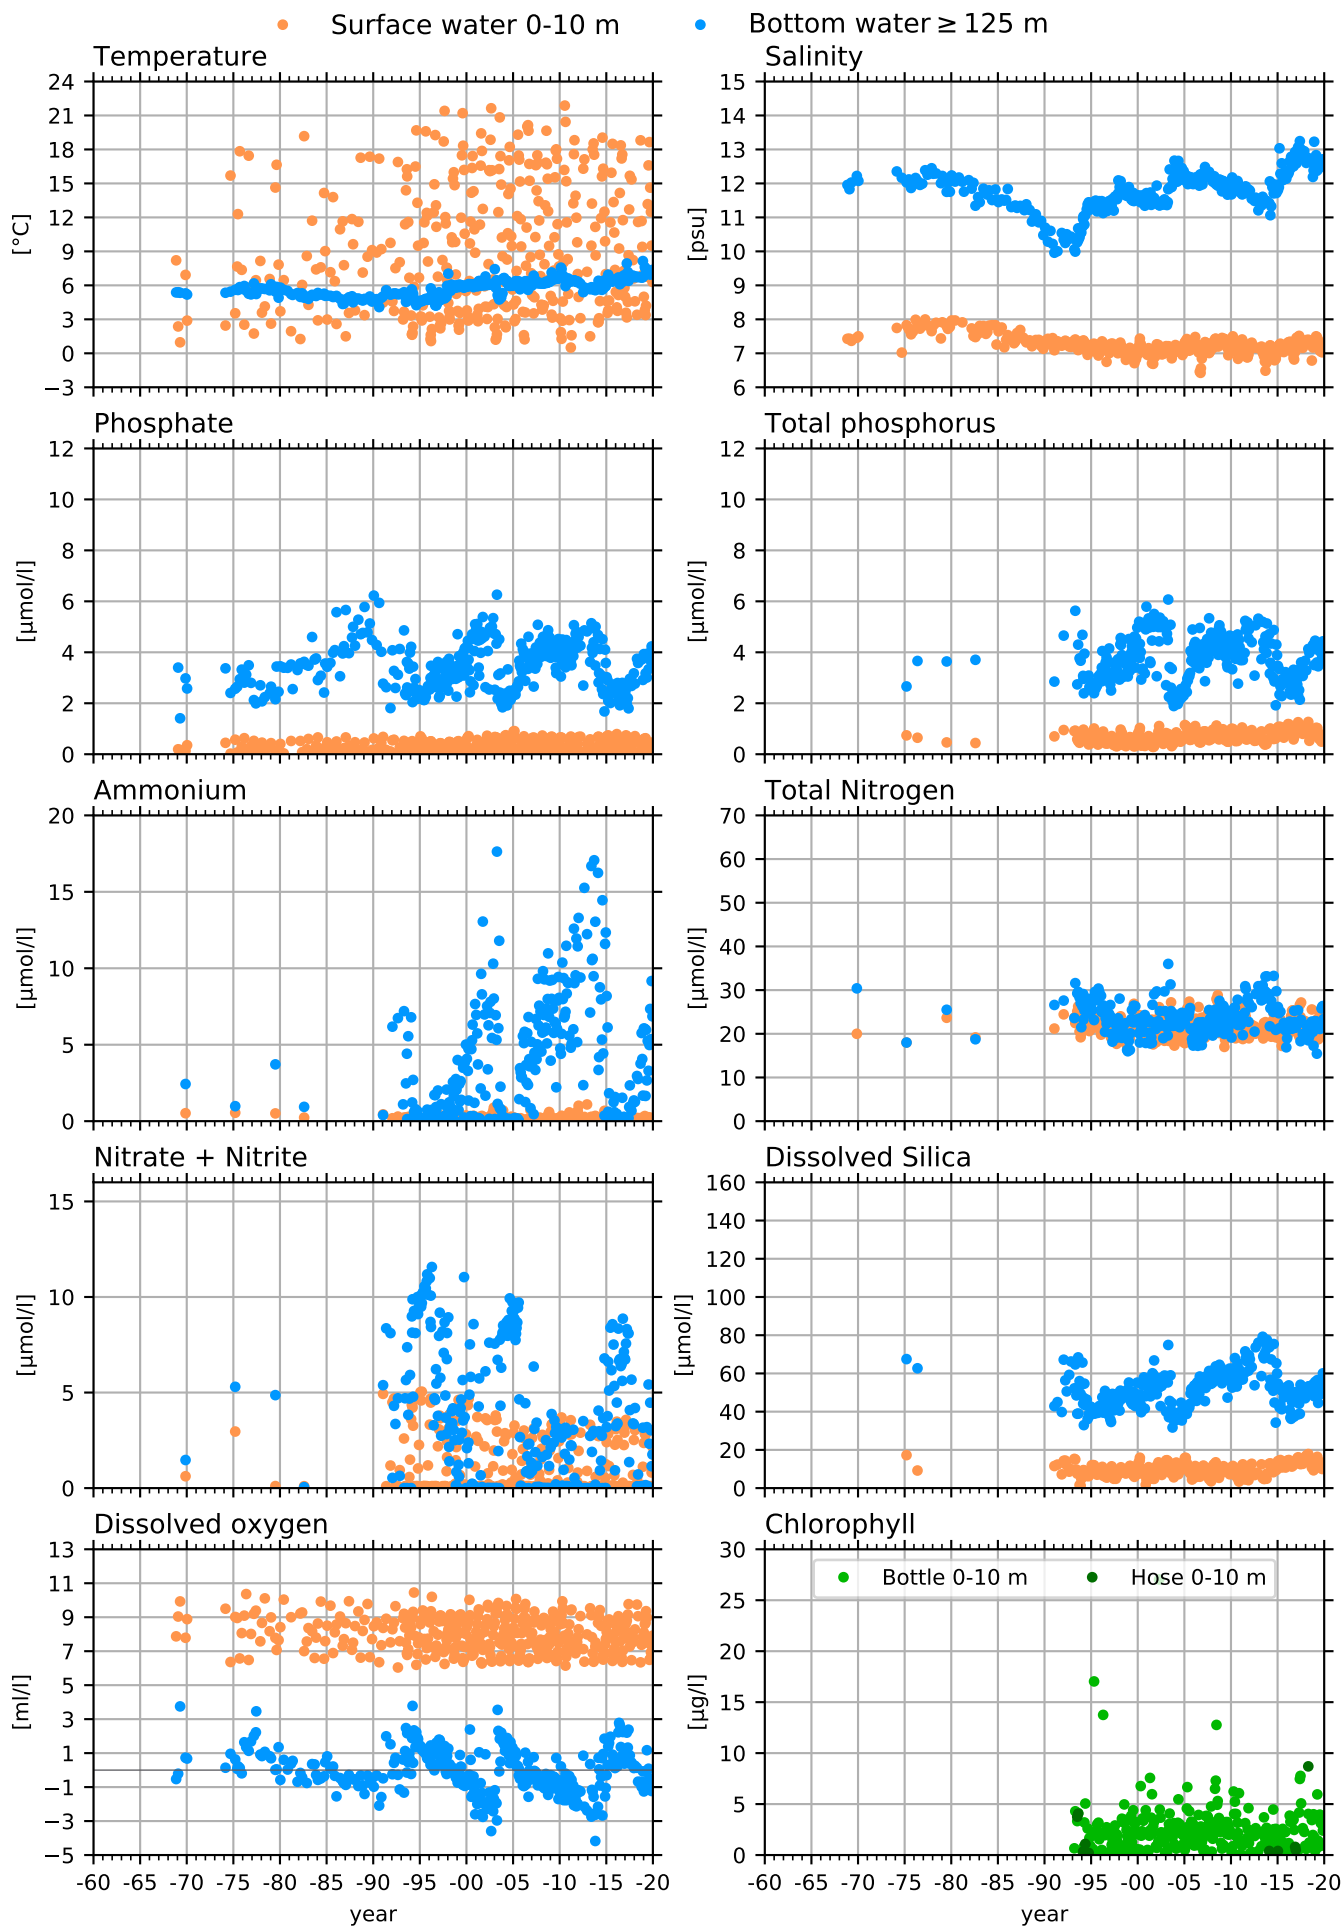 Surface water 0-10 m Bottom water ≥ 125 m
Temperature
24
21
18
15
12
9
6
3
0
−3
[°C]
Salinity
15
14
13
12
11
10
9
8
7
6
[psu]
Phosphate
12
10
8
6
4
2
0
[μmol/l]
Total phosphorus
12
10
8
6
4
2
0
[μmol/l]
Ammonium
20
15
10
5
0
[μmol/l]
Total Nitrogen
70
60
50
40
30
20
10
0
[μmol/l]
Nitrate + Nitrite
15
10
5
0
[μmol/l]
Dissolved Silica
160
140
120
100
80
60
40
20
0
[μmol/l]
Dissolved oxygen
13
11
9
7
5
3
1
−1
−3
−5
[ml/l]
-60 -65 -70 -75 -80 -85 -90 -95 -00 -05 -10 -15 -20
year
Chlorophyll
Bottle 0-10 m Hose 0-10 m
30
25
20
15
10
5
0
[μg/l]
-60 -65 -70 -75 -80 -85 -90 -95 -00 -05 -10 -15 -20
year